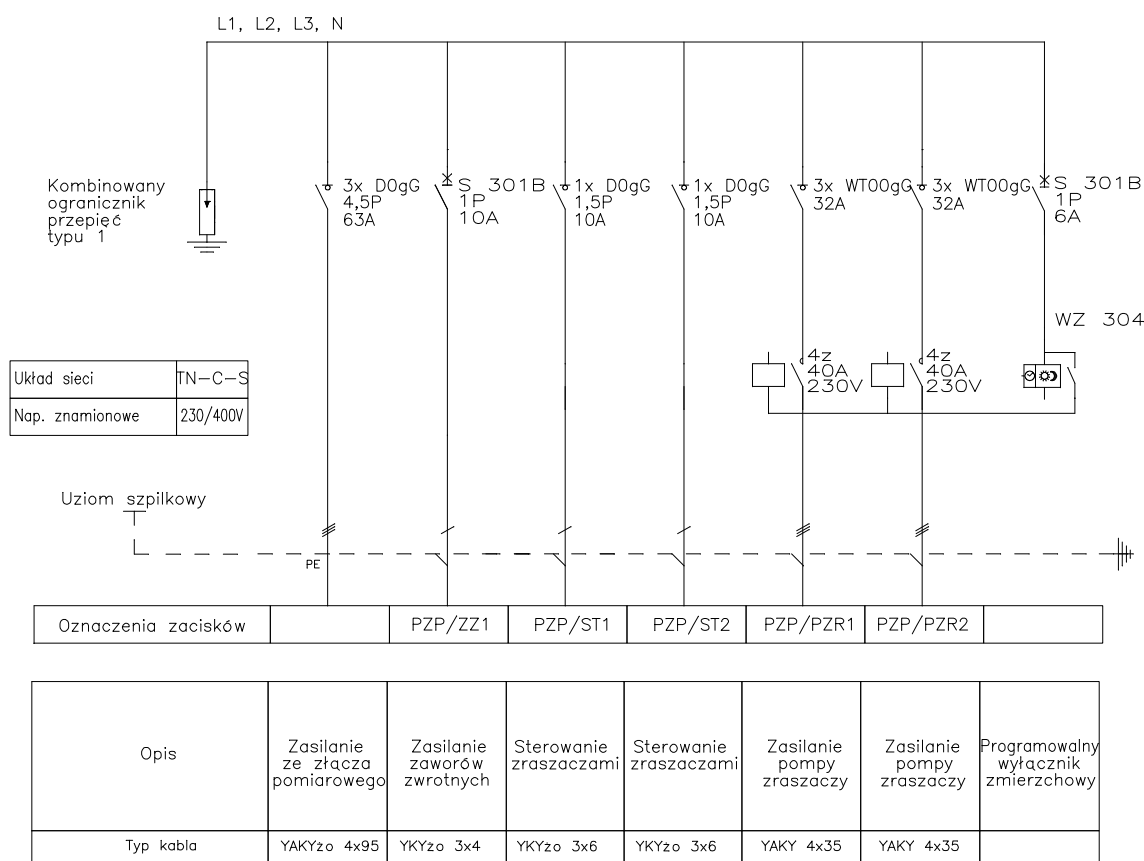 L1, L2, L3, N
Kombinowany
ogranicznik
przepięć
typu 1
3x D0gG
4,5P
63A
S 301B
1P
10A
1x D0gG
1,5P
10A
1x D0gG
1,5P
10A
3x WT00gG
32A
3x WT00gG
32A
S 301B
1P
6A
WZ 304
4z
40A
230V
4z
40A
230V
Układ sieci TN-C-S
Nap. znamionowe 230/400V
Uziom szpilkowy
PE
Oznaczenia zacisków PZP/ZZ1 PZP/ST1 PZP/ST2 PZP/PZR1 PZP/PZR2
Opis
Zasilanie
ze złącza
pomiarowego
Zasilanie
zaworów
zwrotnych
Sterowanie
zraszaczami
Sterowanie
zraszaczami
Zasilanie
pompy
zraszaczy
Zasilanie
pompy
zraszaczy
Programowalny
wyłącznik
zmierzchowy
Typ kabla YAKYżo 4x95 YKYżo 3x4 YKYżo 3x6 YKYżo 3x6 YAKY 4x35 YAKY 4x35